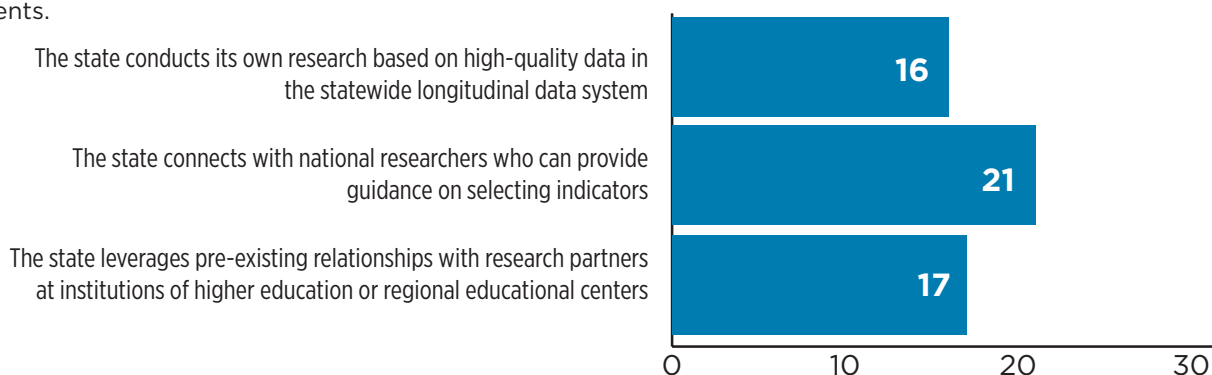 ents.
The state conducts its own research based on high-quality data in
the statewide longitudinal data system
16
The state connects with national researchers who can provide
guidance on selecting indicators
21
The state leverages pre-existing relationships with research partners
at institutions of higher education or regional educational centers
17
0 10 20 30